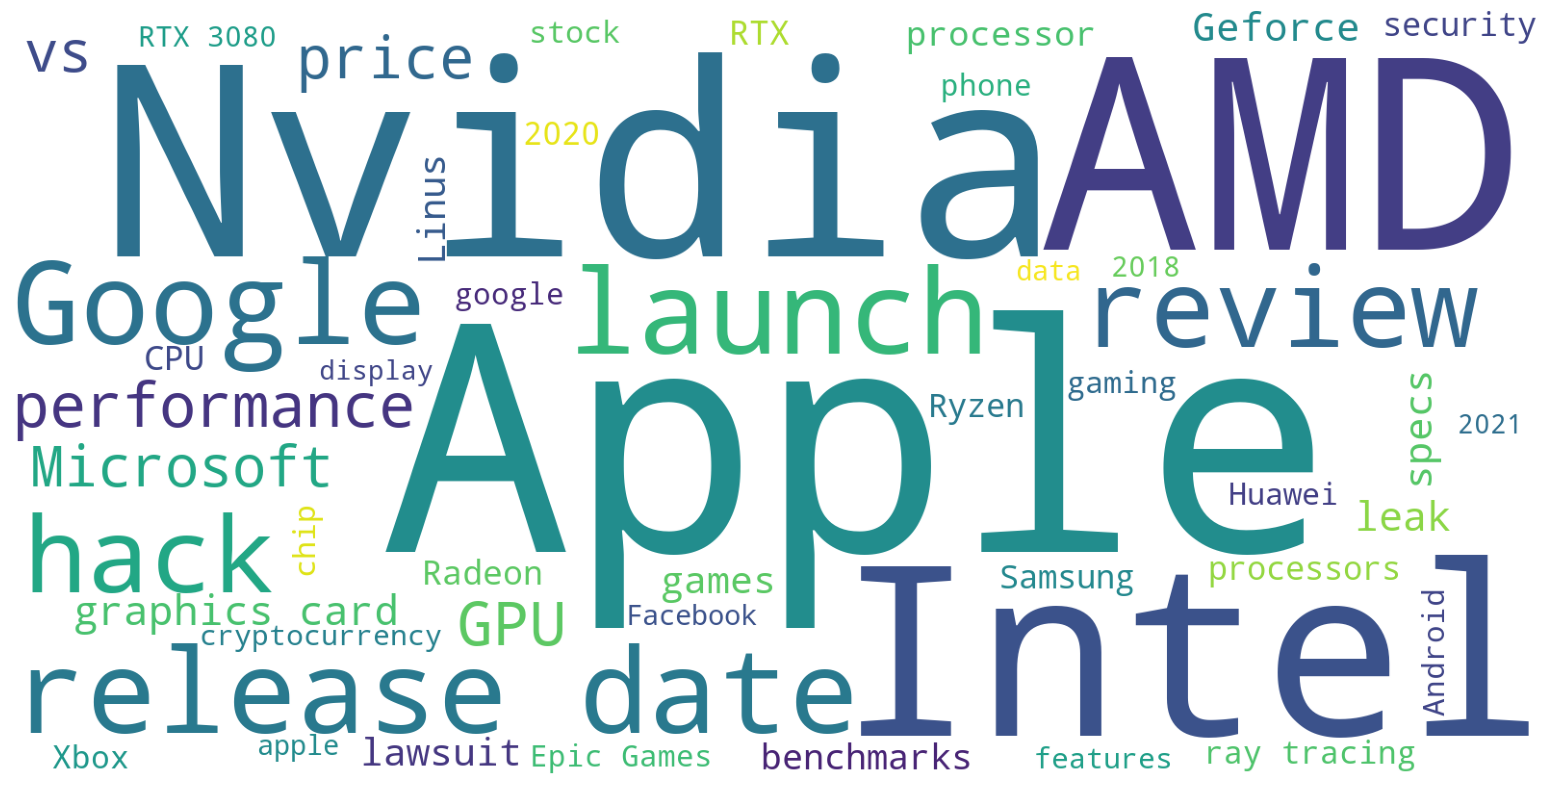 vs
RTX 3080
price
stock
RTX
processor
Geforce
security
phone
Nvidia
AMD
2020
Linus
Google
google
launch
data
2018
review
CPU
display
performance
Apple
Ryzen
gaming
specs
2021
Microsoft
Huawei
leak
hack
chip
Radeon
games
Samsung
processors
graphics card
cryptocurrency
GPU
Facebook
Intel
Android
release date
Xbox
apple
lawsuit
Epic Games
benchmarks
features
ray tracing